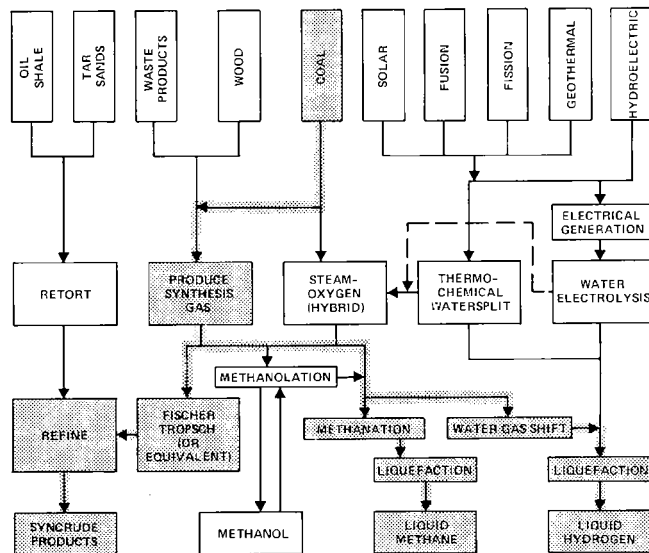 OIL
SHALE
TAR
SANDS
WASTE
PRODUCTS
WOOD
COAL
SOLAR
FUSION
FISSION
GEOTHERMAL
HYDROELECTRIC
ELECTRICAL
GENERATION
RETORT
PRODUCE
SYNTHESIS
GAS
STEAM-
OXYGEN
(HYBRID)
THERMO-
CHEMICAL
WATERSPLIT
WATER
ELECTROLYSIS
METHANOLATION
REFINE
FISCHER
TROPSCH
(OR
EQUIVALENT)
METHANATION
WATER GAS SHIFT
LIQUEFACTION
LIQUEFACTION
SYNCRUDE
PRODUCTS
METHANOL
LIQUID
METHANE
LIQUID
HYDROGEN